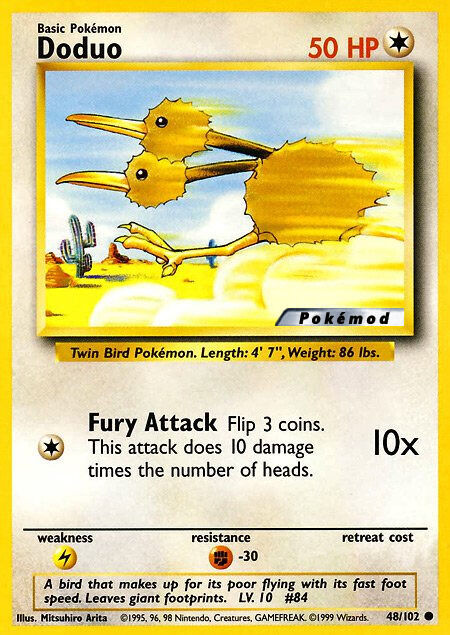 Basic Pokémon
Doduo
50 HP
Pokémod
Twin Bird Pokémon. Length: 4' 7", Weight: 86 lbs.
Fury Attack Flip 3 coins.
This attack does 10 damage
times the number of heads.
10x
weakness resistance retreat cost
-30
A bird that makes up for its poor flying with its fast foot
speed. Leaves giant footprints. LV. 10 #84
Illus. Mitsuhiro Arita ©1995, 96, 98 Nintendo, Creatures, GAMEFREAK. ©1999 Wizards. 48/102